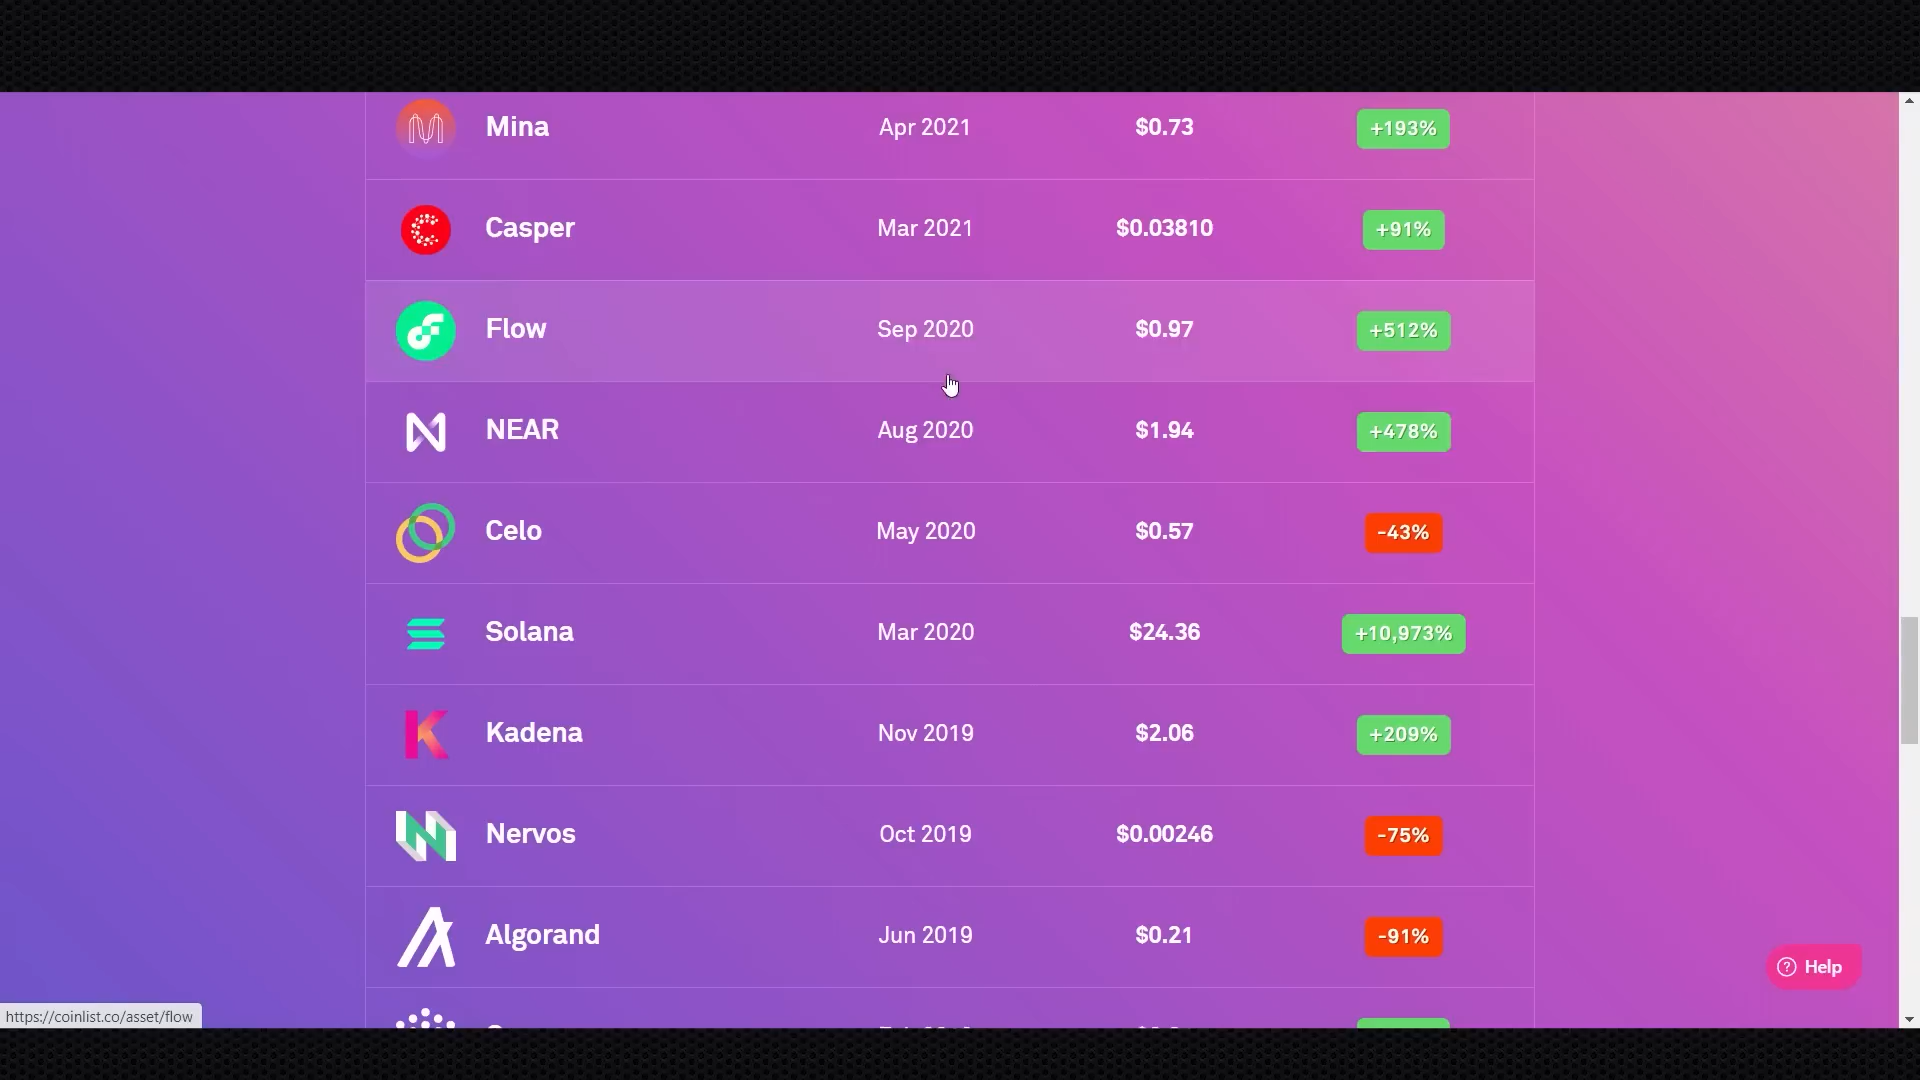 Mina Apr 2021 $0.73 +193%
Casper Mar 2021 $0.03810 +91%
Flow Sep 2020 $0.97 +512%
NEAR Aug 2020 $1.94 +478%
Celo May 2020 $0.57 -43%
Solana Mar 2020 $24.36 +10,973%
Kadena Nov 2019 $2.06 +209%
Nervos Oct 2019 $0.00246 -75%
Algorand Jun 2019 $0.21 -91%
Help
https://coinlist.co/asset/flow